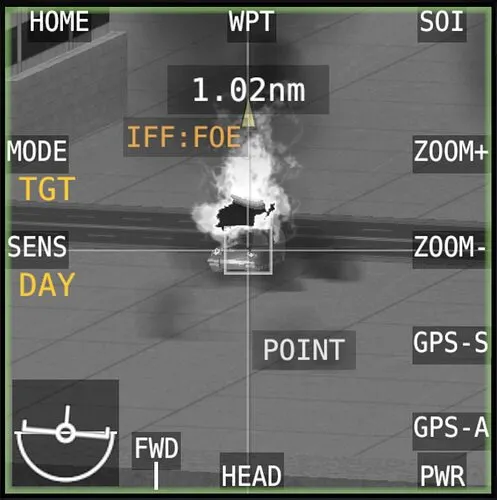 HOME WPT SOI
1.02nm
IFF:FOE
MODE ZOOM+
TGT
SENS ZOOM-
DAY
POINT GPS-S
GPS-A
FWD
HEAD PWR